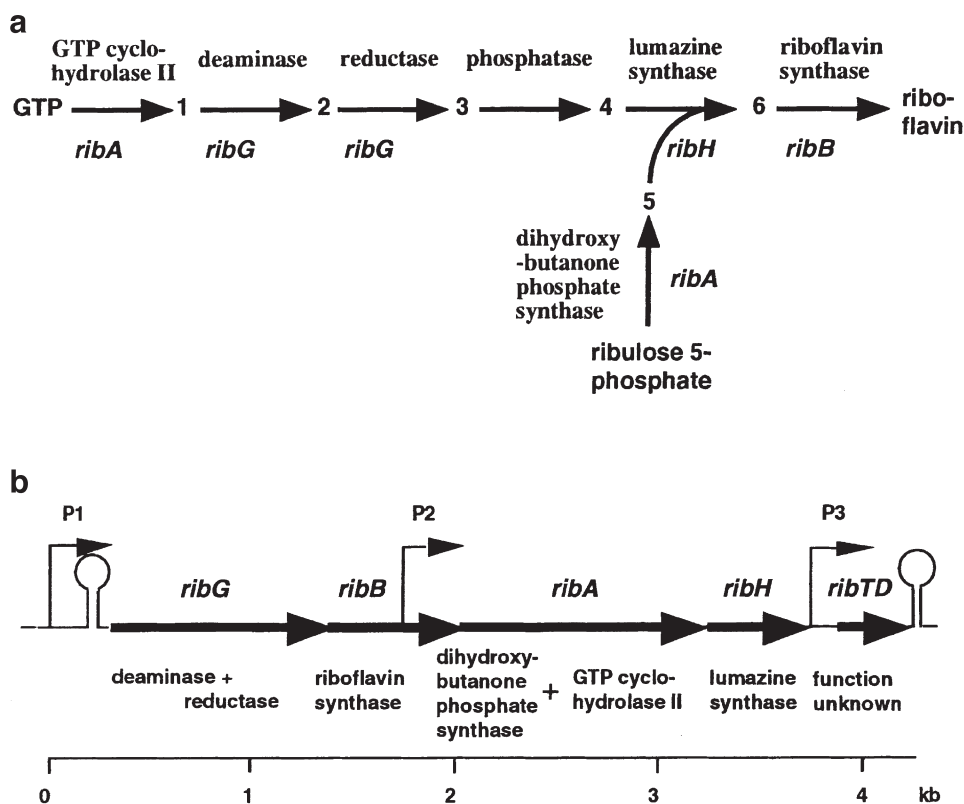 a
GTP cyclo-
hydrolase II
deaminase
reductase
phosphatase
lumazine
synthase
riboflavin
synthase
GTP
1
2
3
4
6
ribo-
flavin
ribA
ribG
ribG
ribH
ribB
5
dihydroxy
-butanone
phosphate
synthase
ribA
ribulose 5-
phosphate
b
P1
P2
P3
ribG
ribB
ribA
ribH
ribTD
deaminase +
reductase
riboflavin
synthase
dihydroxy-
butanone
phosphate
synthase
+
GTP cyclo-
hydrolase II
lumazine
synthase
function
unknown
0
1
2
3
4
kb